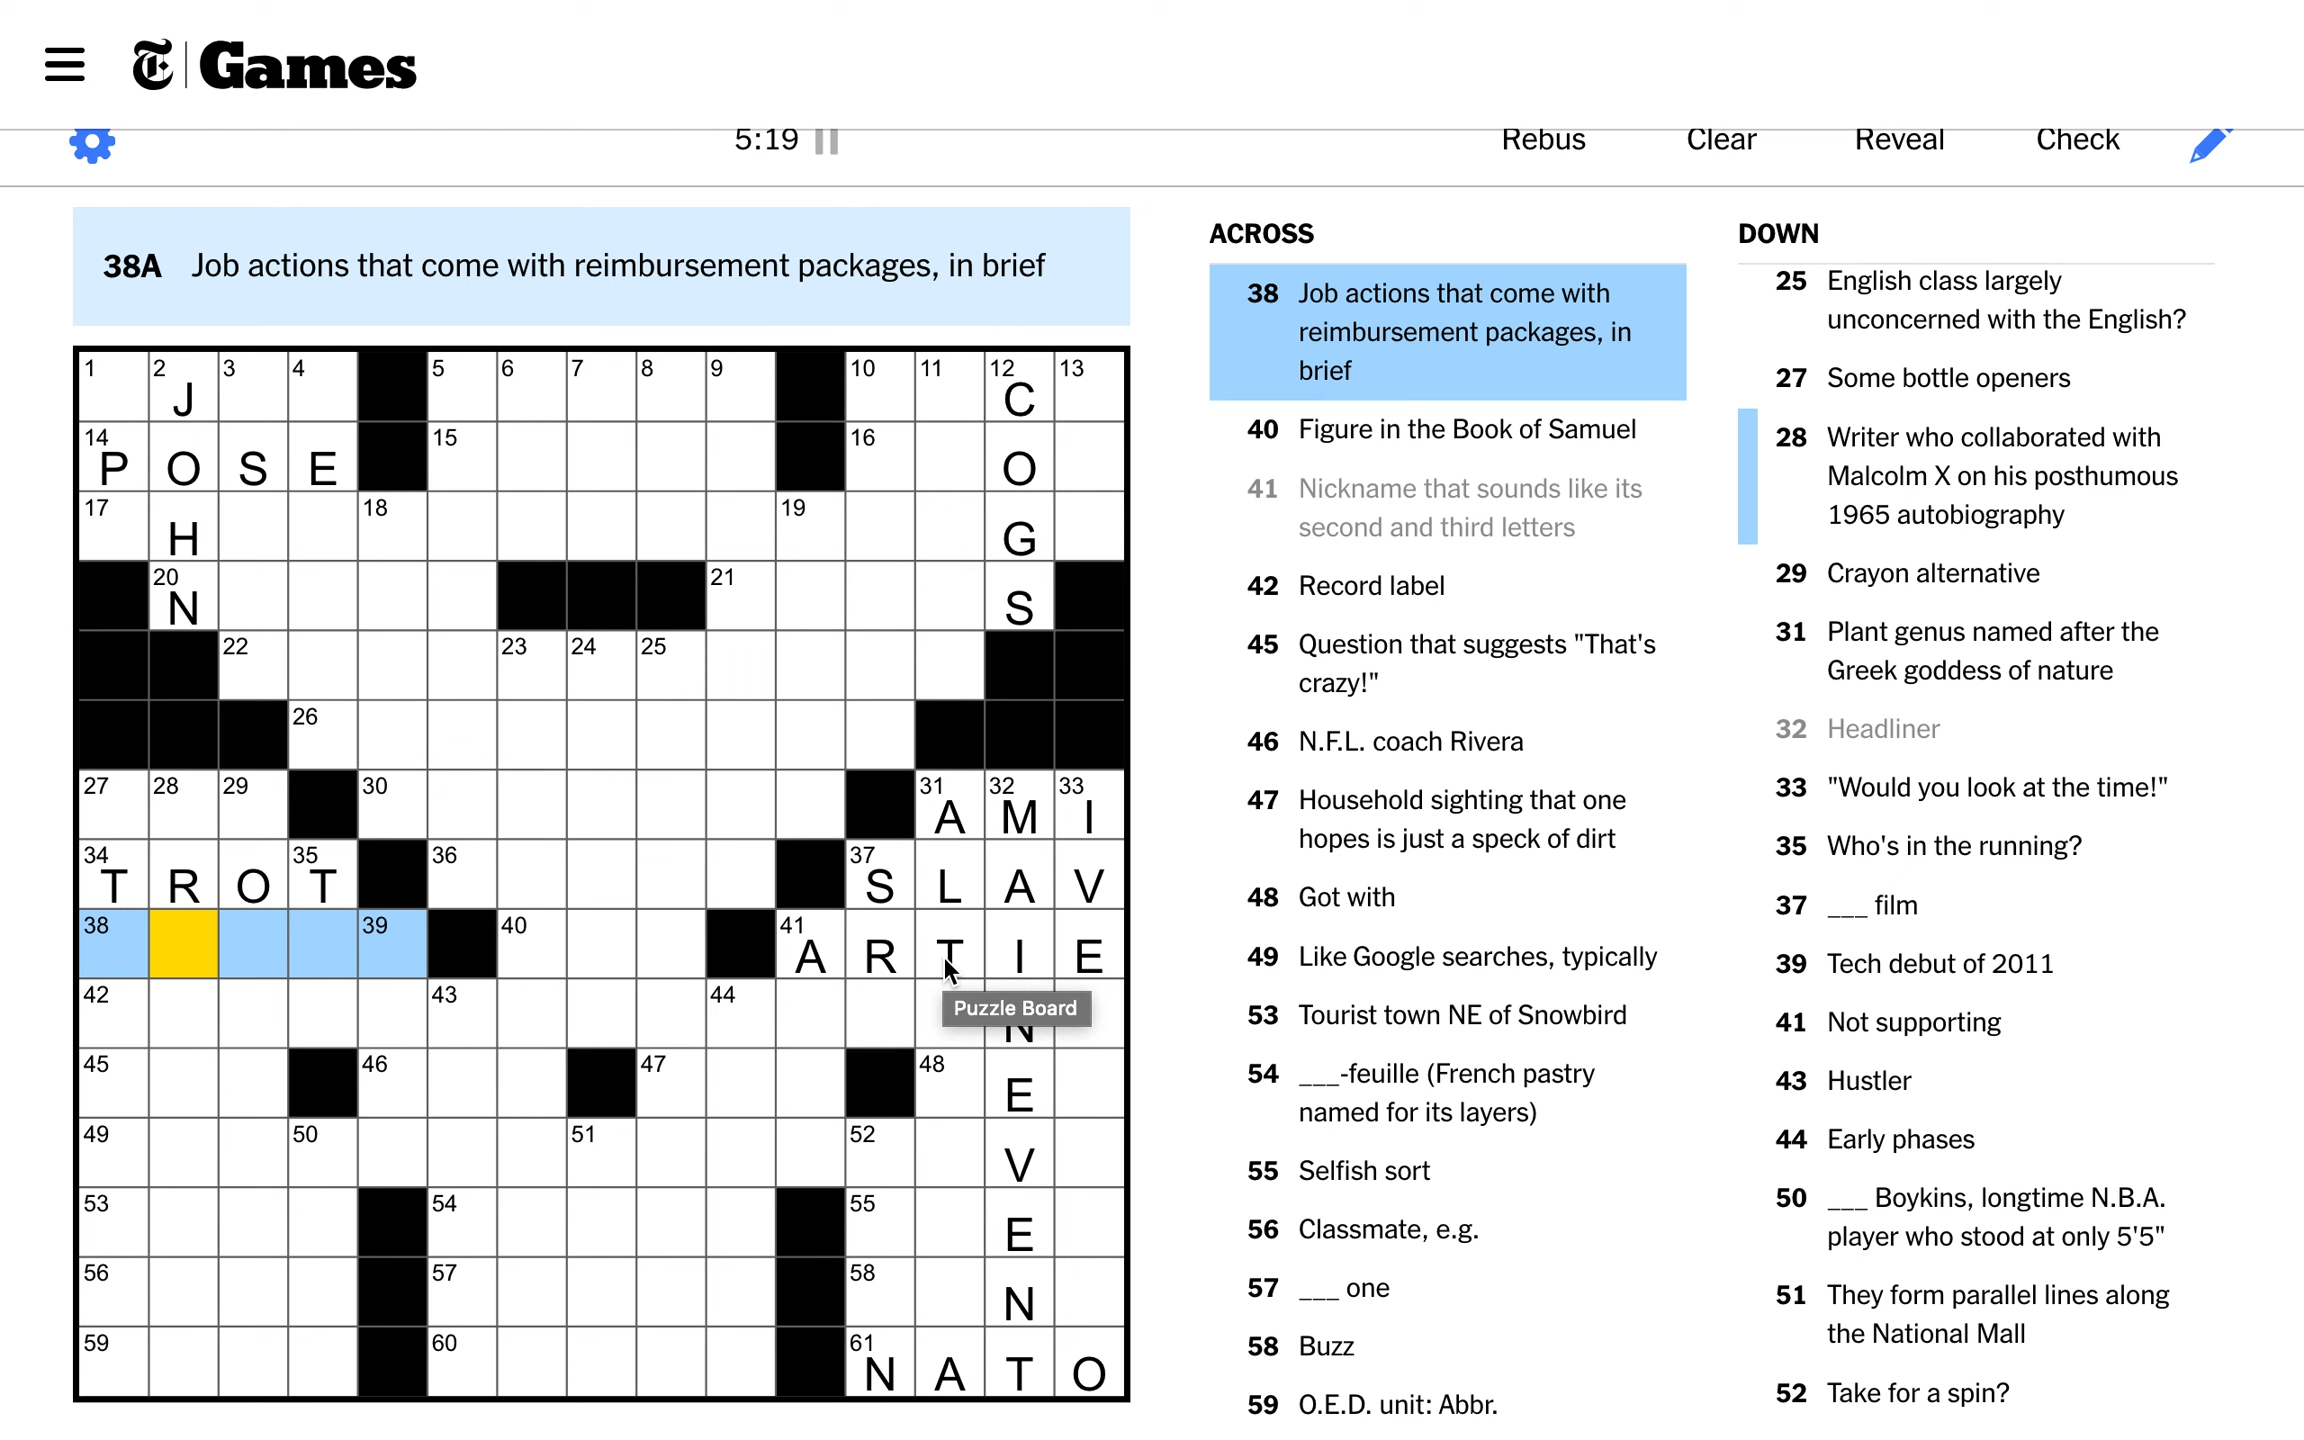 T Games
5:19
Rebus Clear Reveal Check
38A Job actions that come with reimbursement packages, in brief
1 2 3 4 5 6 7 8 9 10 11 12 13
J C
14 15 16
P O S E O
17 18 19
H G
20 21
N S
22 23 24 25
26
27 28 29 30 31 32 33
A M I
34 35 36 37
T R O T S L A V
38 39 40 41
A R T I E
42 43 44
N
Puzzle Board
45 46 47 48
E
49 50 51 52
V
53 54 55
E
56 57 58
N
59 60 61
N A T O
ACROSS
38 Job actions that come with
reimbursement packages, in
brief
40 Figure in the Book of Samuel
41 Nickname that sounds like its
second and third letters
42 Record label
45 Question that suggests "That's
crazy!"
46 N.F.L. coach Rivera
47 Household sighting that one
hopes is just a speck of dirt
48 Got with
49 Like Google searches, typically
53 Tourist town NE of Snowbird
54 ___-feuille (French pastry
named for its layers)
55 Selfish sort
56 Classmate, e.g.
57 ___ one
58 Buzz
59 O.E.D. unit: Abbr.
DOWN
25 English class largely
unconcerned with the English?
27 Some bottle openers
28 Writer who collaborated with
Malcolm X on his posthumous
1965 autobiography
29 Crayon alternative
31 Plant genus named after the
Greek goddess of nature
32 Headliner
33 "Would you look at the time!"
35 Who's in the running?
37 ___ film
39 Tech debut of 2011
41 Not supporting
43 Hustler
44 Early phases
50 ___ Boykins, longtime N.B.A.
player who stood at only 5'5"
51 They form parallel lines along
the National Mall
52 Take for a spin?